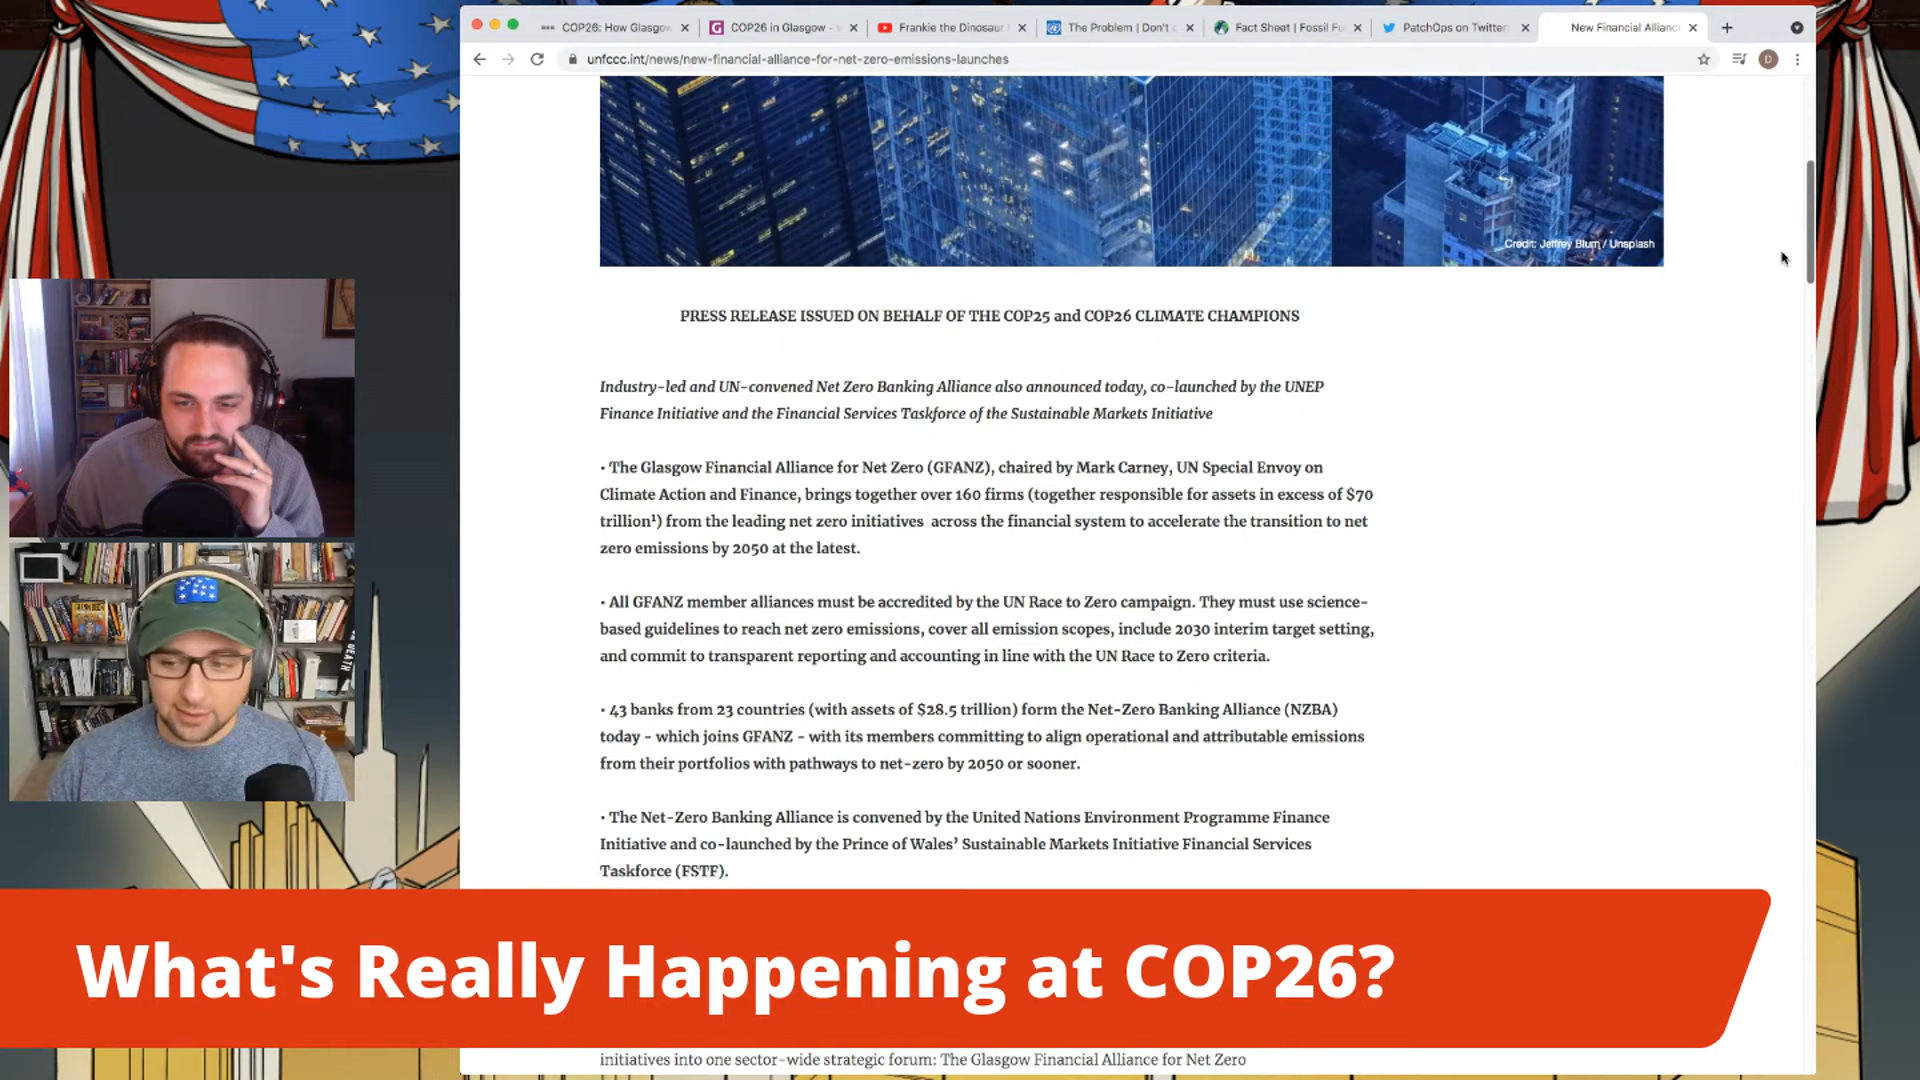 COP26: How Glasgow
COP26 in Glasgow -
Frankie the Dinosaur
The Problem | Don't
Fact Sheet | Fossil Fu
PatchOps on Twitter:
New Financial Alliance
unfccc.int/news/new-financial-alliance-for-net-zero-emissions-launches
D
Credit: Jeffrey Blum / Unsplash
PRESS RELEASE ISSUED ON BEHALF OF THE COP25 and COP26 CLIMATE CHAMPIONS
Industry-led and UN-convened Net Zero Banking Alliance also announced today, co-launched by the UNEP
Finance Initiative and the Financial Services Taskforce of the Sustainable Markets Initiative
• The Glasgow Financial Alliance for Net Zero (GFANZ), chaired by Mark Carney, UN Special Envoy on
Climate Action and Finance, brings together over 160 firms (together responsible for assets in excess of $70
trillion¹) from the leading net zero initiatives across the financial system to accelerate the transition to net
zero emissions by 2050 at the latest.
• All GFANZ member alliances must be accredited by the UN Race to Zero campaign. They must use science-
based guidelines to reach net zero emissions, cover all emission scopes, include 2030 interim target setting,
and commit to transparent reporting and accounting in line with the UN Race to Zero criteria.
• 43 banks from 23 countries (with assets of $28.5 trillion) form the Net-Zero Banking Alliance (NZBA)
today - which joins GFANZ - with its members committing to align operational and attributable emissions
from their portfolios with pathways to net-zero by 2050 or sooner.
• The Net-Zero Banking Alliance is convened by the United Nations Environment Programme Finance
Initiative and co-launched by the Prince of Wales' Sustainable Markets Initiative Financial Services
Taskforce (FSTF).
DEATH
What's Really Happening at COP26?
initiatives into one sector-wide strategic forum: The Glasgow Financial Alliance for Net Zero